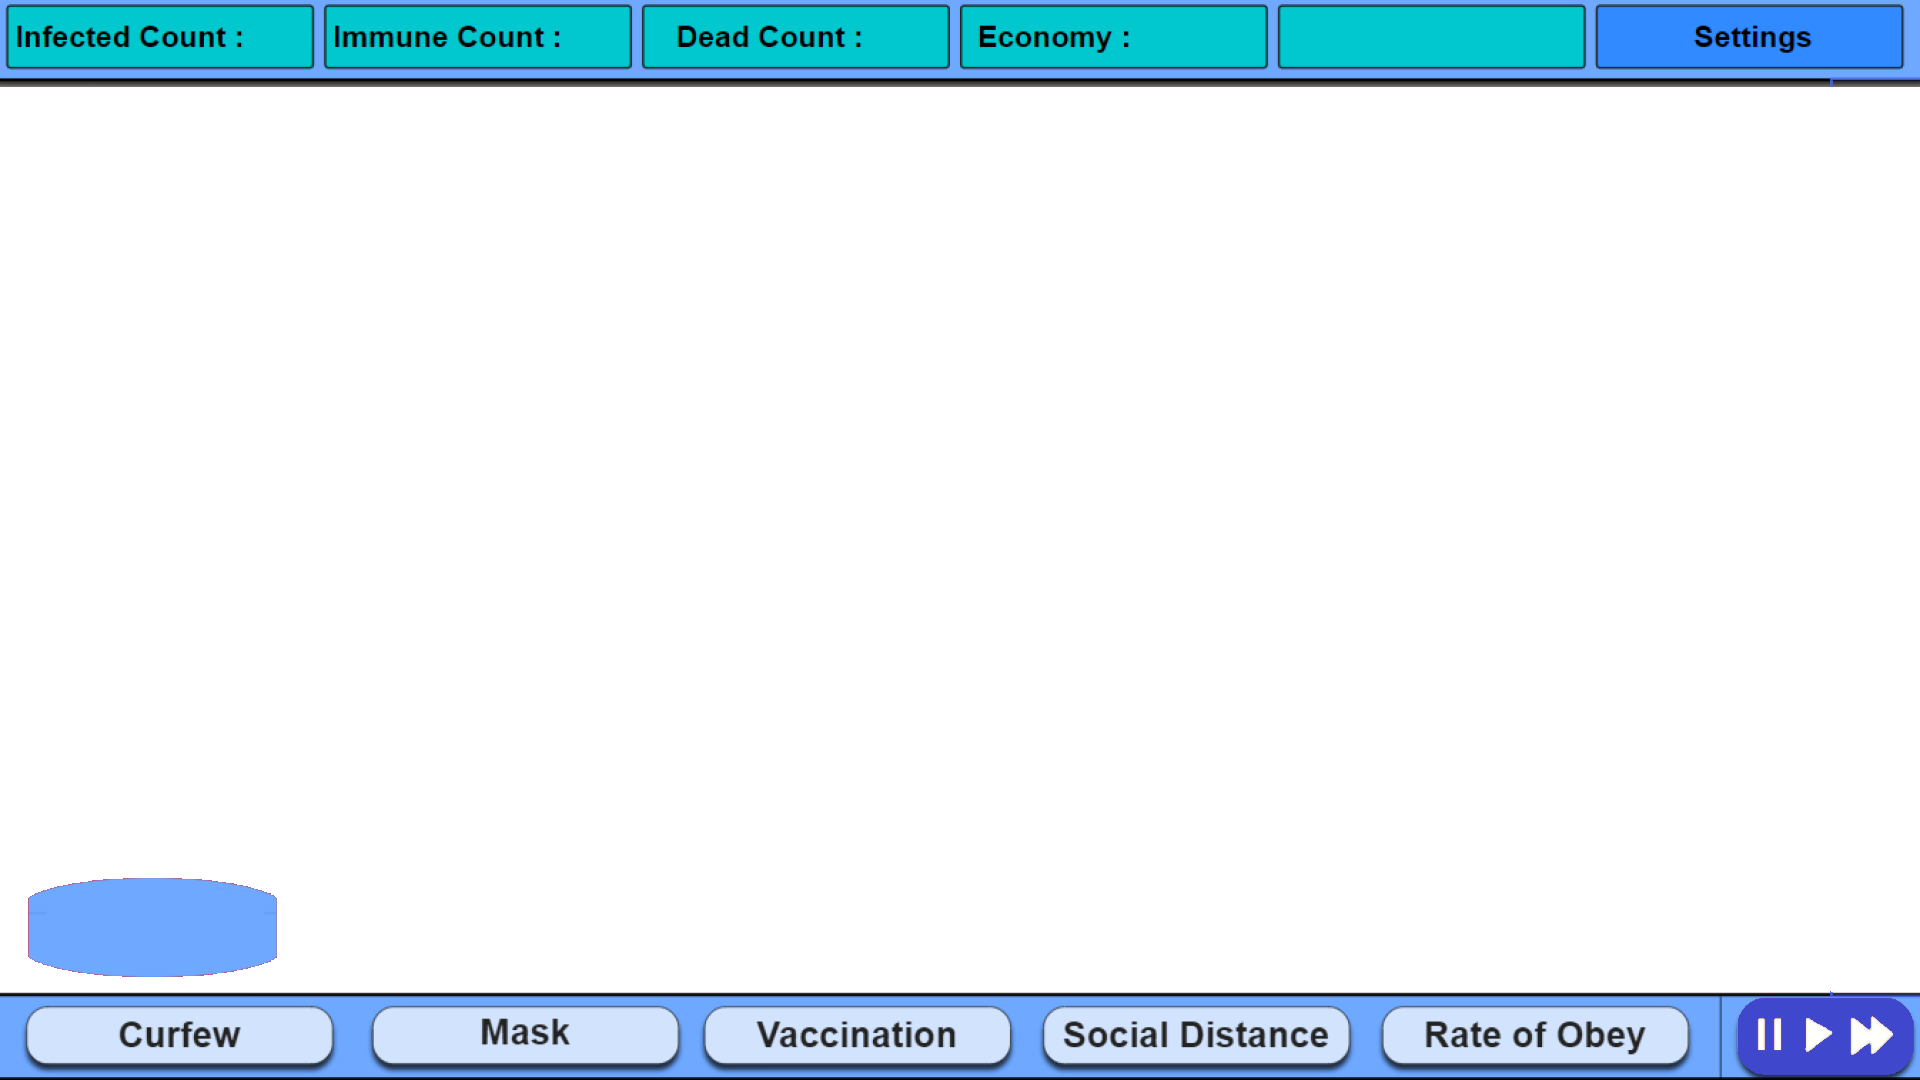 Infected Count :
Immune Count :
Dead Count :
Economy :
Settings
Curfew
Mask
Vaccination
Social Distance
Rate of Obey